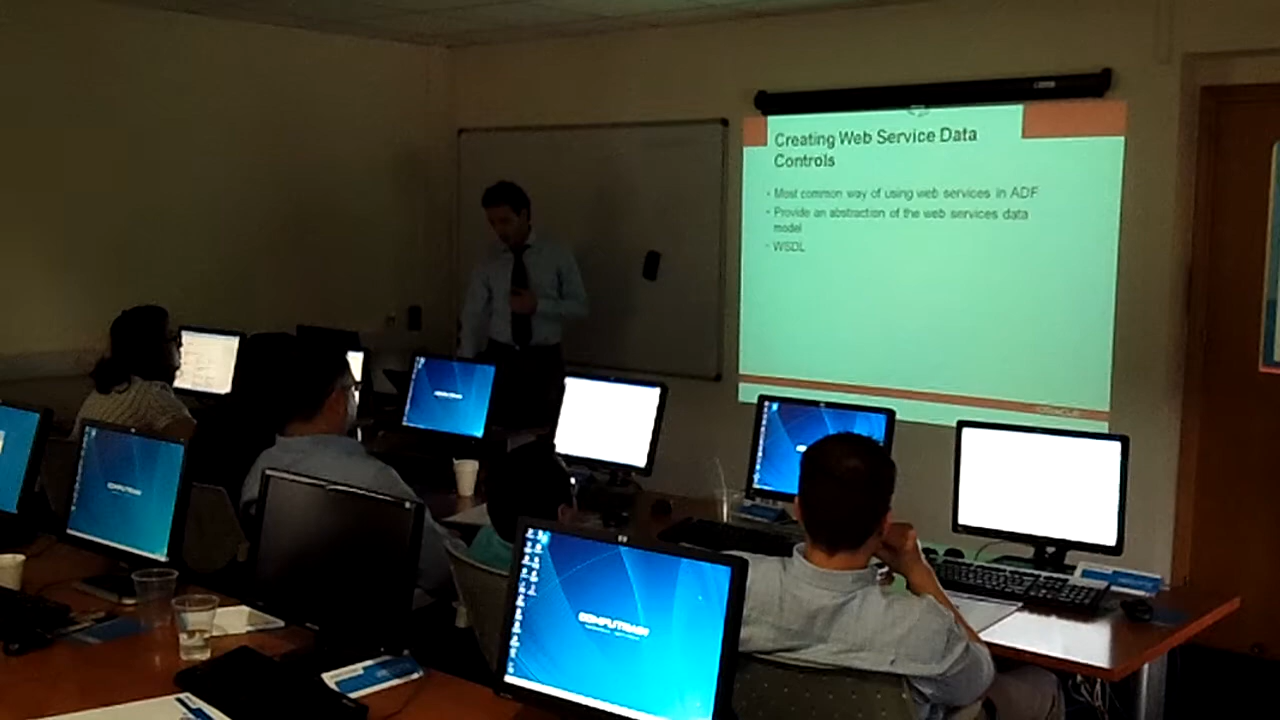 Creating Web Service Data
Controls
• Most common way of using web services in ADF
• Provide an abstraction of the web services data
model
• WSDL
ORACLE